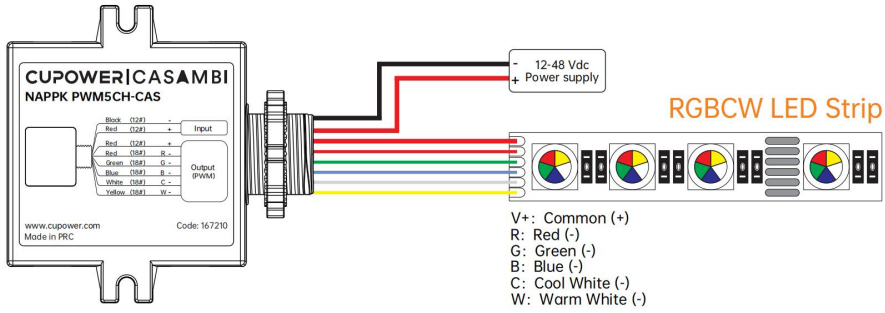 CUPOWER|CASAMBI
NAPPK PWM5CH-CAS
Black (12#) -
Red (12#) +
Input
Red (12#) +
Red (18#) R -
Green (18#) G -
Blue (18#) B -
White (18#) C -
Yellow (18#) W -
Output
(PWM)
www.cupower.com
Code: 167210
Made in PRC
- 12-48 Vdc
+ Power supply
RGBCW LED Strip
V+: Common (+)
R: Red (-)
G: Green (-)
B: Blue (-)
C: Cool White (-)
W: Warm White (-)